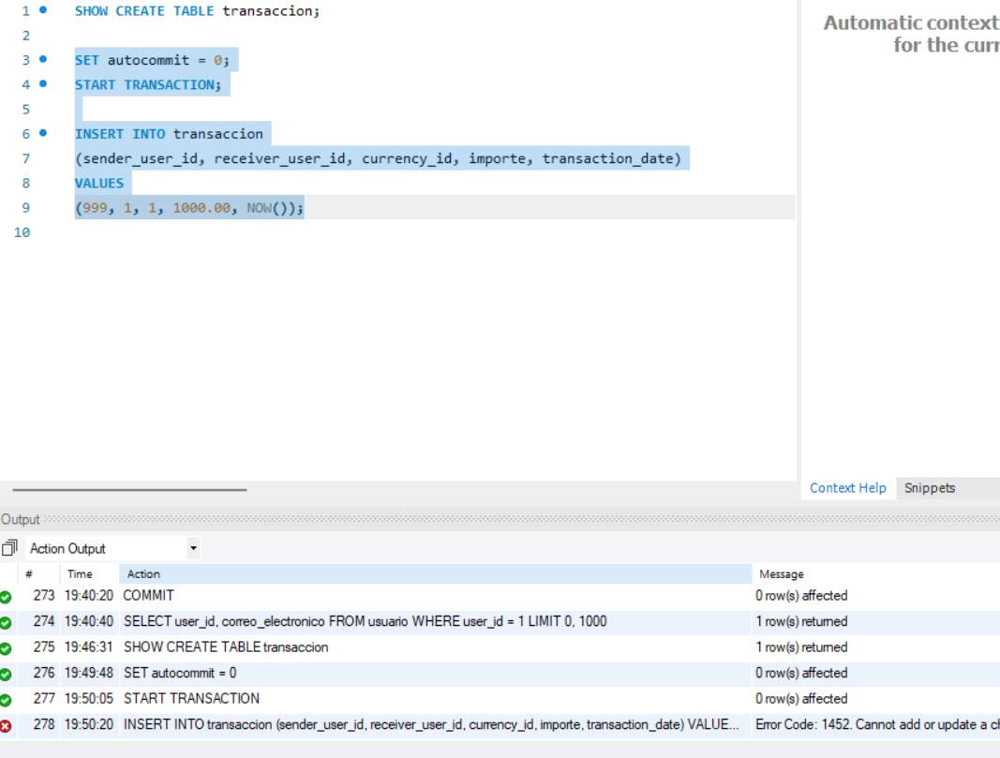 1 SHOW CREATE TABLE transaccion;
2
3 SET autocommit = 0;
4 START TRANSACTION;
5
6 INSERT INTO transaccion
7 (sender_user_id, receiver_user_id, currency_id, importe, transaction_date)
8 VALUES
9 (999, 1, 1, 1000.00, NOW());
10
Automatic context
for the curr
Context Help Snippets
Output
Action Output
# Time Action Message
273 19:40:20 COMMIT 0 row(s) affected
274 19:40:40 SELECT user_id, correo_electronico FROM usuario WHERE user_id = 1 LIMIT 0, 1000 1 row(s) returned
275 19:46:31 SHOW CREATE TABLE transaccion 1 row(s) returned
276 19:49:48 SET autocommit = 0 0 row(s) affected
277 19:50:05 START TRANSACTION 0 row(s) affected
278 19:50:20 INSERT INTO transaccion (sender_user_id, receiver_user_id, currency_id, importe, transaction_date) VALUE... Error Code: 1452. Cannot add or update a ch